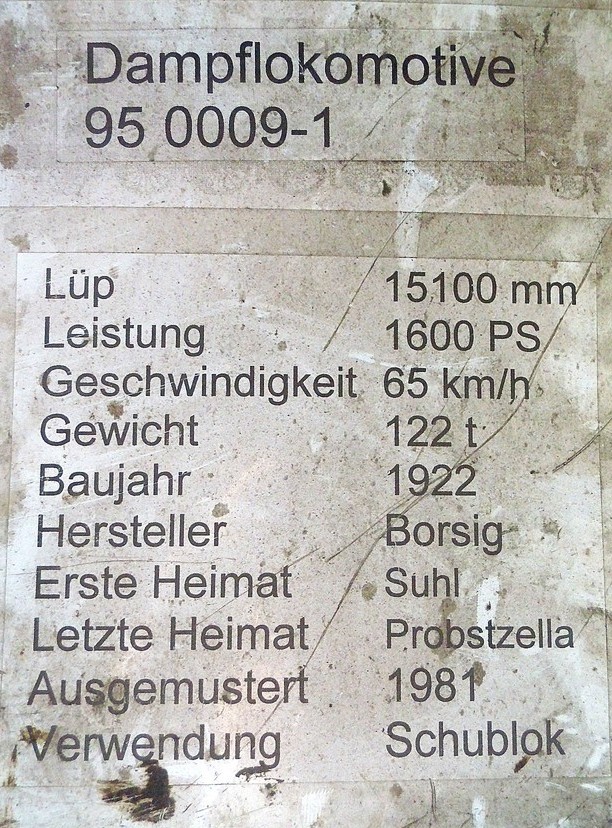 Dampflokomotive
95 0009-1
Lüp 15100 mm
Leistung 1600 PS
Geschwindigkeit 65 km/h
Gewicht 122 t
Baujahr 1922
Hersteller Borsig
Erste Heimat Suhl
Letzte Heimat Probstzella
Ausgemustert 1981
Verwendung Schublok